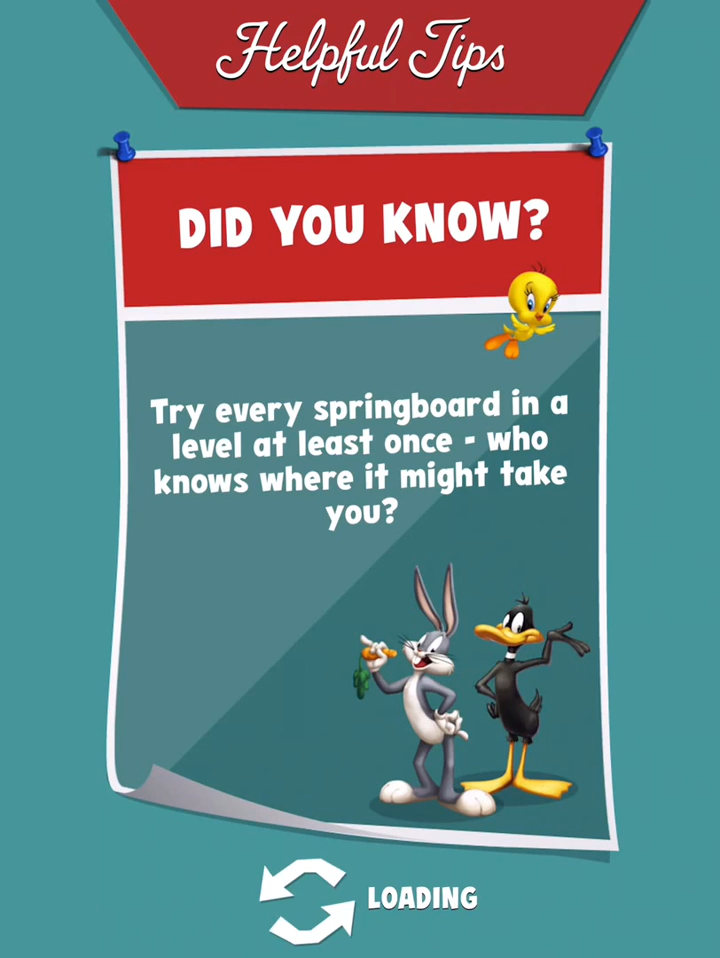 Helpful Tips
DID YOU KNOW?
Try every springboard in a
level at least once - who
knows where it might take
you?
LOADING